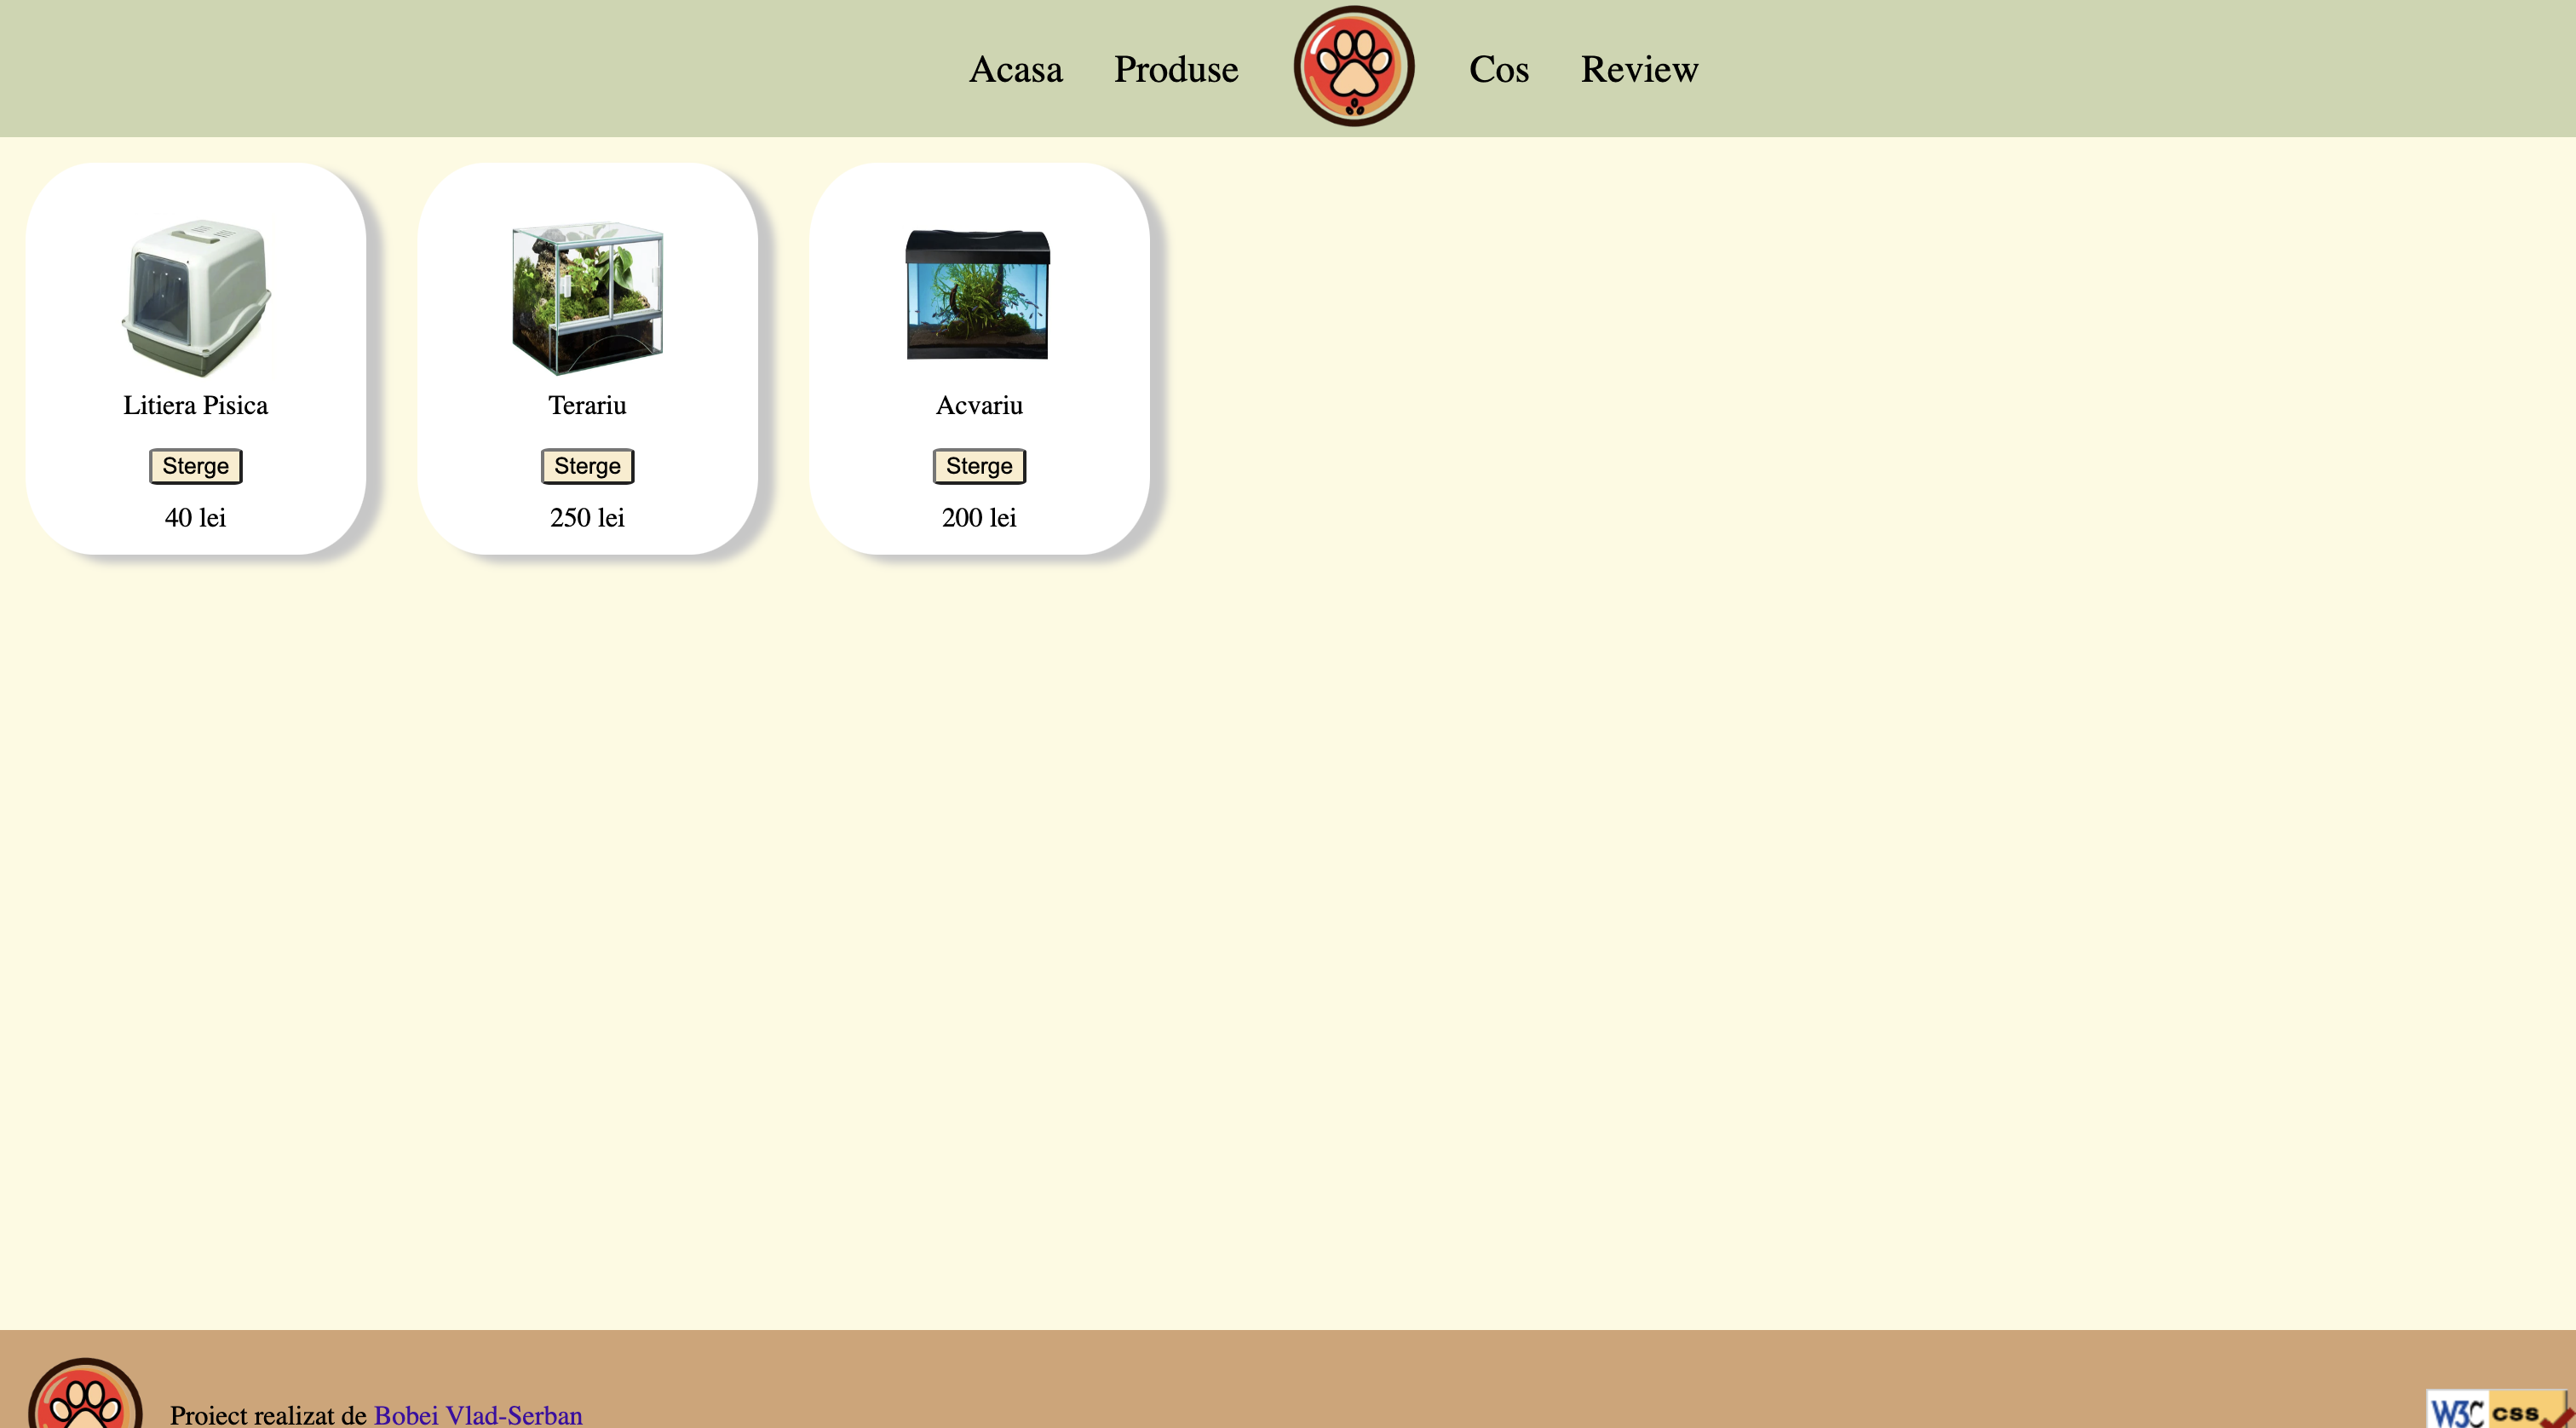 Acasa Produse Cos Review
Litiera Pisica
Sterge
40 lei
Terariu
Sterge
250 lei
Acvariu
Sterge
200 lei
Proiect realizat de Bobei Vlad-Serban
W3C css